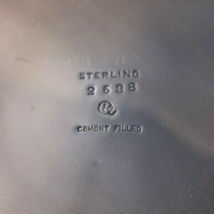 STERLING
2538
CEMENT FILLED